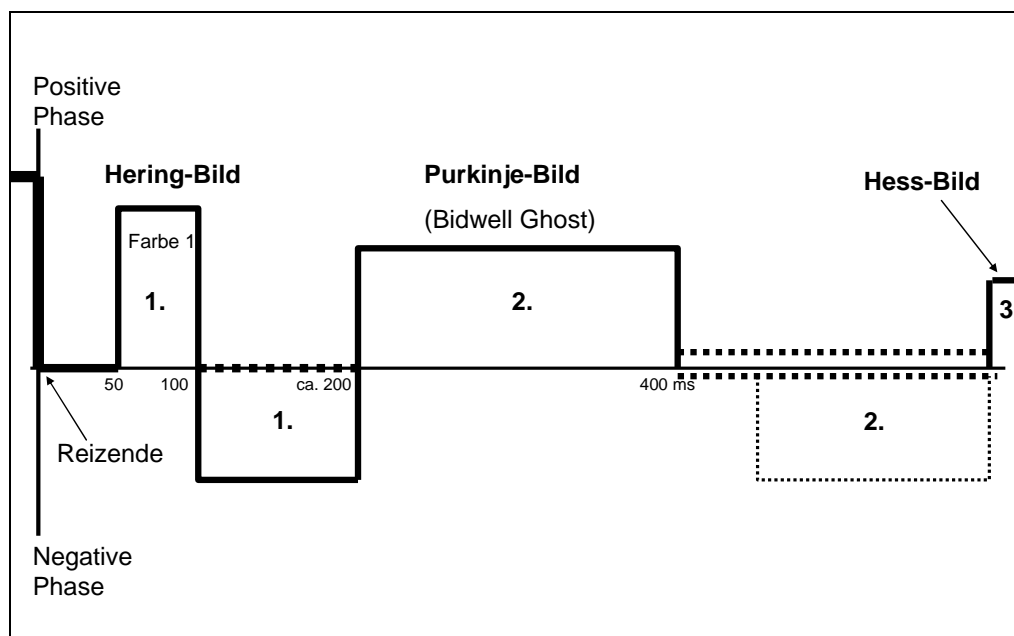 Positive
Phase
Hering-Bild
Purkinje-Bild
(Bidwell Ghost)
Hess-Bild
Farbe 1
1.
2.
3
50
100
ca. 200
400 ms
1.
2.
Reizende
Negative
Phase